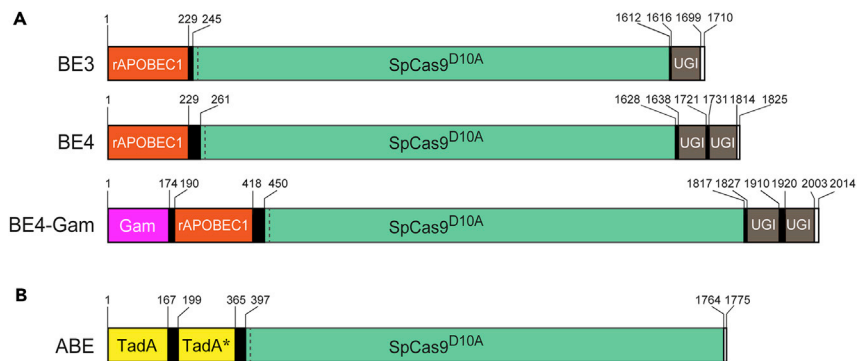 A
1 229 245 1612 1616 1699 1710
BE3 rAPOBEC1 SpCas9D10A UGI
1 229 261 1628 1638 1721 1731 1814 1825
BE4 rAPOBEC1 SpCas9D10A UGI UGI
1 174 190 418 450 1817 1827 1910 1920 2003 2014
BE4-Gam Gam rAPOBEC1 SpCas9D10A UGI UGI
B
1 167 199 365 397 1764 1775
ABE TadA TadA* SpCas9D10A